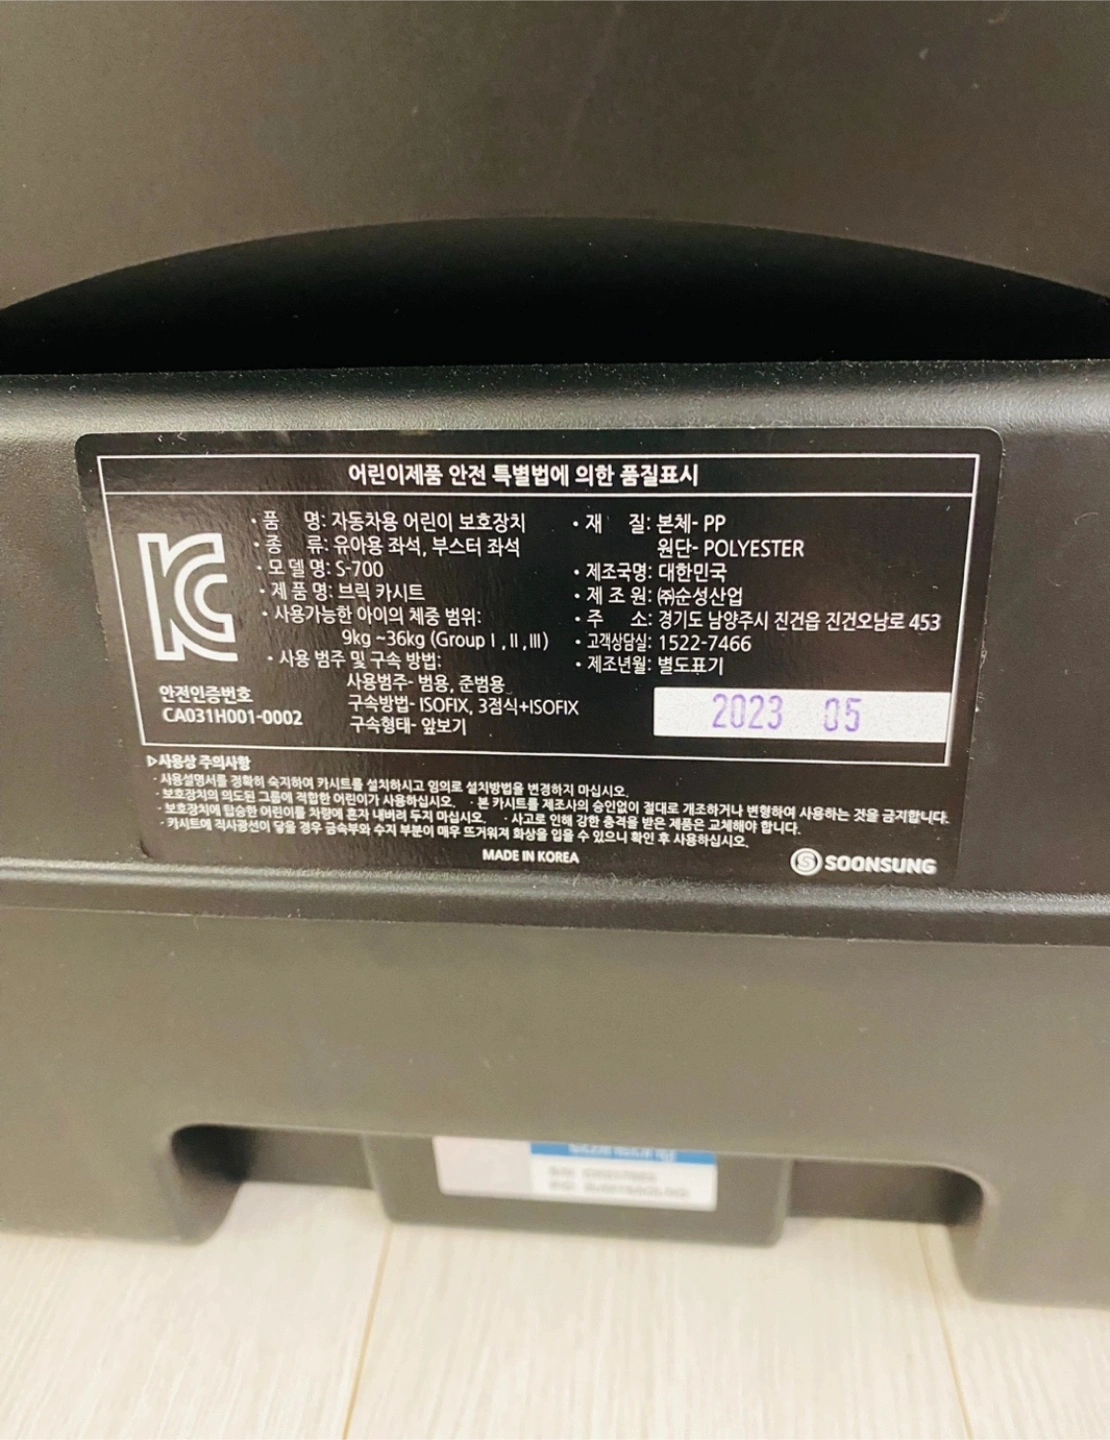 어린이제품 안전 특별법에 의한 품질표시
· 품 명: 자동차용 어린이 보호장치
· 종 류: 유아용 좌석, 부스터 좌석
· 모 델 명: S-700
· 제 품 명: 브릭 카시트
· 사용가능한 아이의 체중 범위:
9kg ~36kg (Group Ⅰ,Ⅱ,Ⅲ)
· 사용 범주 및 구속 방법:
사용범주- 범용, 준범용
구속방법- ISOFIX, 3점식+ISOFIX
구속형태- 앞보기
안전인증번호
CA031H001-0002
· 재 질: 본체- PP
원단- POLYESTER
· 제조국명: 대한민국
· 제 조 원: ㈜순성산업
· 주 소: 경기도 남양주시 진건읍 진건오남로 453
· 고객상담실: 1522-7466
· 제조년월: 별도표기
2023 05
▷사용상 주의사항
· 사용설명서를 정확히 숙지하여 카시트를 설치하시고 임의로 설치방법을 변경하지 마십시오.
· 보호장치의 의도된 그룹에 적합한 어린이가 사용하십시오. · 본 카시트를 제조사의 승인없이 절대로 개조하거나 변형하여 사용하는 것을 금지합니다.
· 보호장치에 탑승한 어린이를 차량에 혼자 내버려 두지 마십시오. · 사고로 인해 강한 충격을 받은 제품은 교체해야 합니다.
· 카시트에 직사광선이 닿을 경우 금속부와 수지 부분이 매우 뜨거워져 화상을 입을 수 있으니 확인 후 사용하십시오.
MADE IN KOREA
SOONSUNG